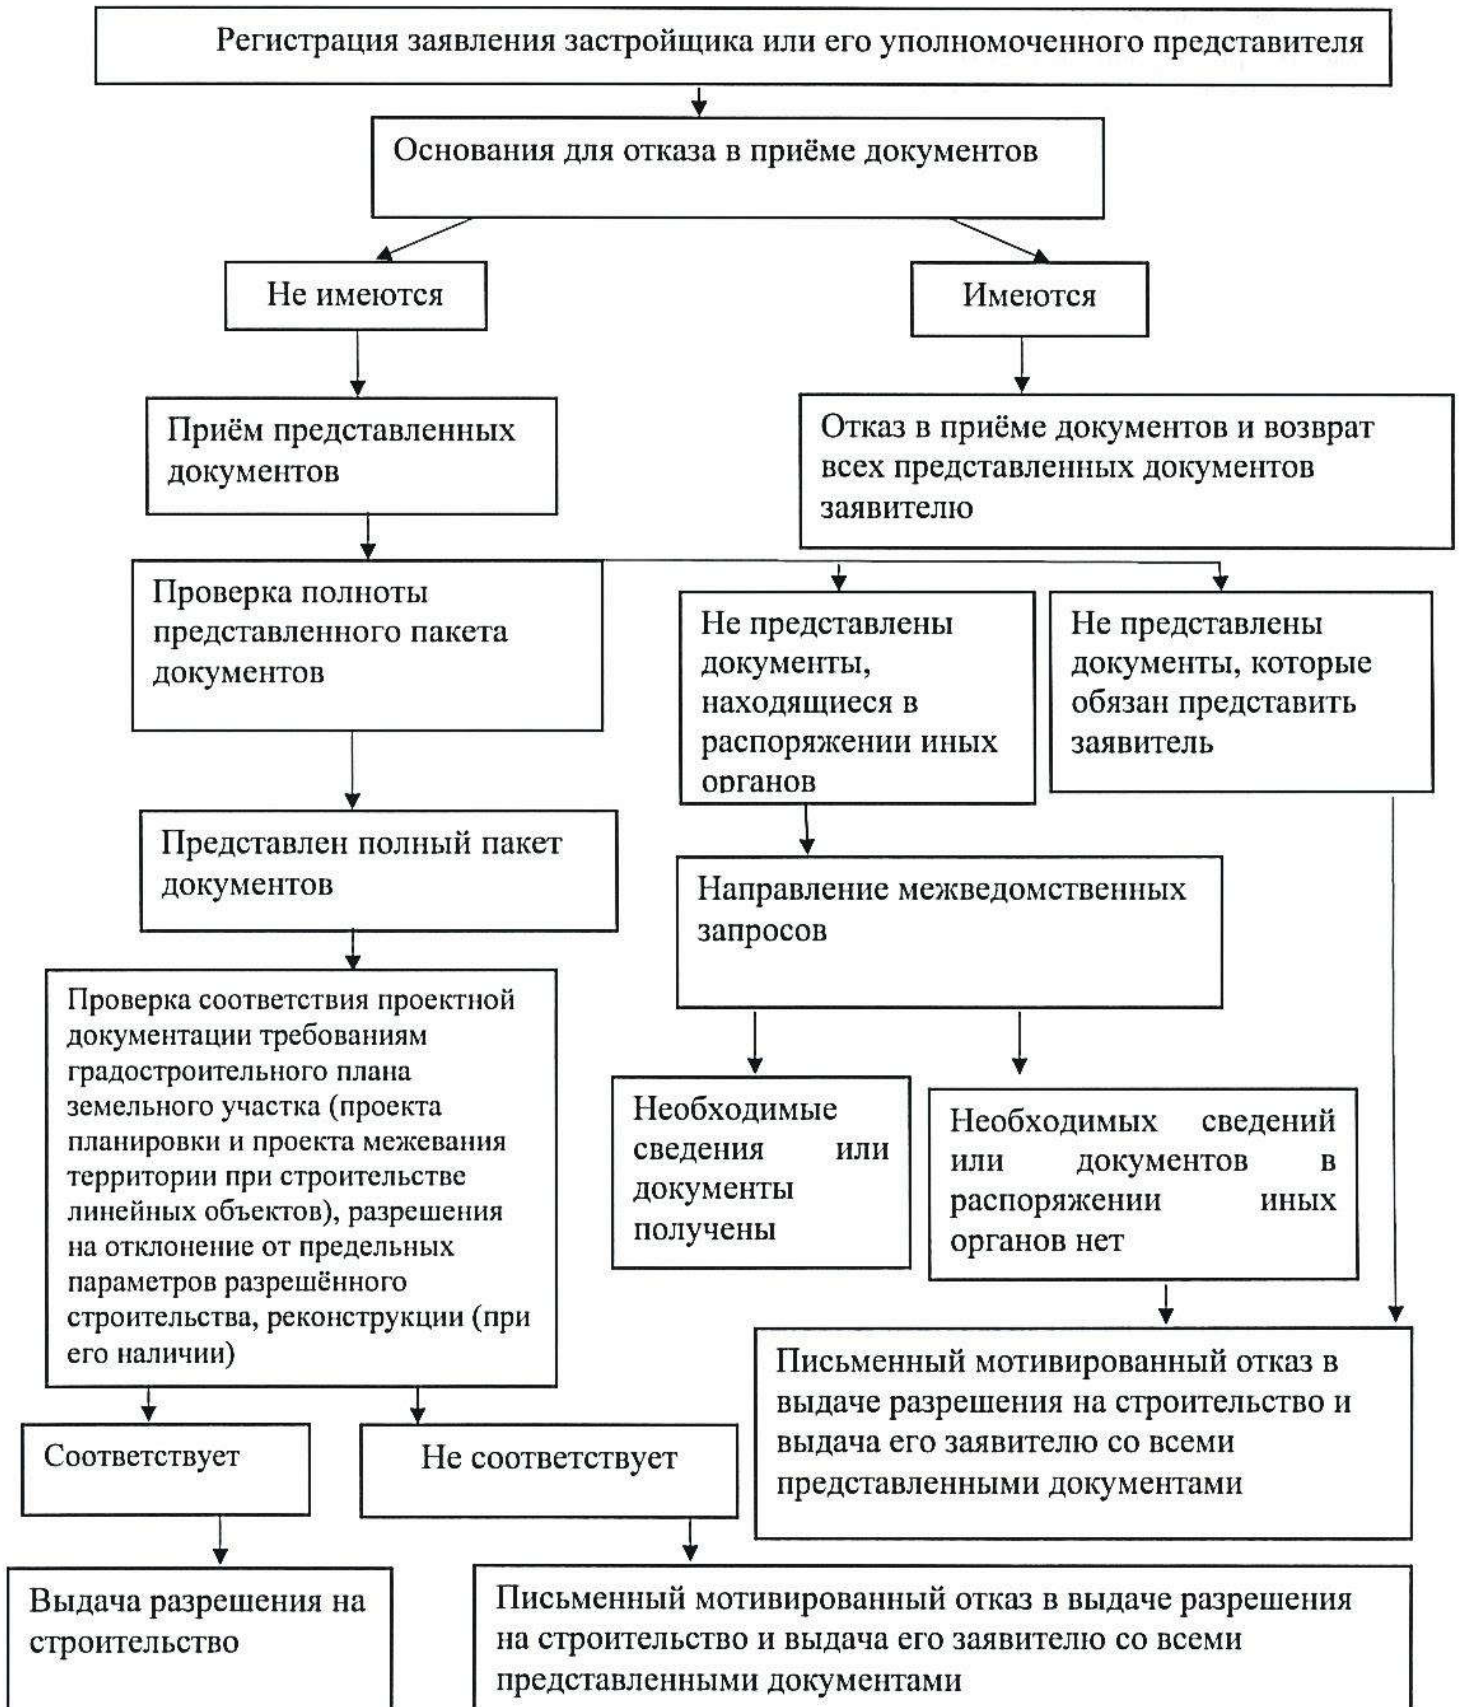 Регистрация заявления застройщика или его уполномоченного представителя
Основания для отказа в приёме документов
Не имеются
Имеются
Приём представленных
документов
Отказ в приёме документов и возврат
всех представленных документов
заявителю
Проверка полноты
представленного пакета
документов
Не представлены
документы,
находящиеся в
распоряжении иных
органов
Не представлены
документы, которые
обязан представить
заявитель
Представлен полный пакет
документов
Направление межведомственных
запросов
Проверка соответствия проектной
документации требованиям
градостроительного плана
земельного участка (проекта
планировки и проекта межевания
территории при строительстве
линейных объектов), разрешения
на отклонение от предельных
параметров разрешённого
строительства, реконструкции (при
его наличии)
Необходимые
сведения или
документы
получены
Необходимых сведений
или документов в
распоряжении иных
органов нет
Письменный мотивированный отказ в
выдаче разрешения на строительство и
выдача его заявителю со всеми
представленными документами
Соответствует
Не соответствует
Выдача разрешения на
строительство
Письменный мотивированный отказ в выдаче разрешения
на строительство и выдача его заявителю со всеми
представленными документами